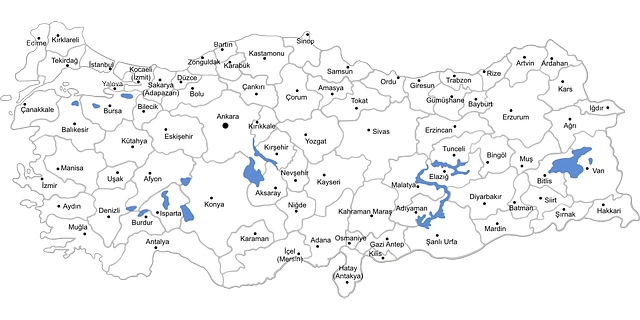 Edirne
Kırklareli
Tekirdağ
İstanbul
Yalova
Kocaeli
(İzmit)
Sakarya
(Adapazarı)
Düzce
Bolu
Zonguldak
Bartın
Karabük
Kastamonu
Sinop
Çankırı
Samsun
Çorum
Amasya
Ordu
Tokat
Giresun
Trabzon
Rize
Gümüşhane
Bayburt
Artvin
Ardahan
Kars
Iğdır
Erzurum
Ağrı
Çanakkale
Balıkesir
Bursa
Bilecik
Kütahya
Eskişehir
Ankara
Kırıkkale
Kırşehir
Yozgat
Sivas
Erzincan
Tunceli
Bingöl
Muş
Van
Bitlis
Elazığ
Malatya
Manisa
İzmir
Uşak
Afyon
Aydın
Denizli
Muğla
Burdur
Isparta
Antalya
Konya
Aksaray
Nevşehir
Niğde
Kayseri
Karaman
İçel
(Mersin)
Adana
Kahraman Maraş
Osmaniye
Hatay
(Antakya)
Gazi Antep
Kilis
Adıyaman
Şanlı Urfa
Diyarbakır
Mardin
Batman
Siirt
Şırnak
Hakkari